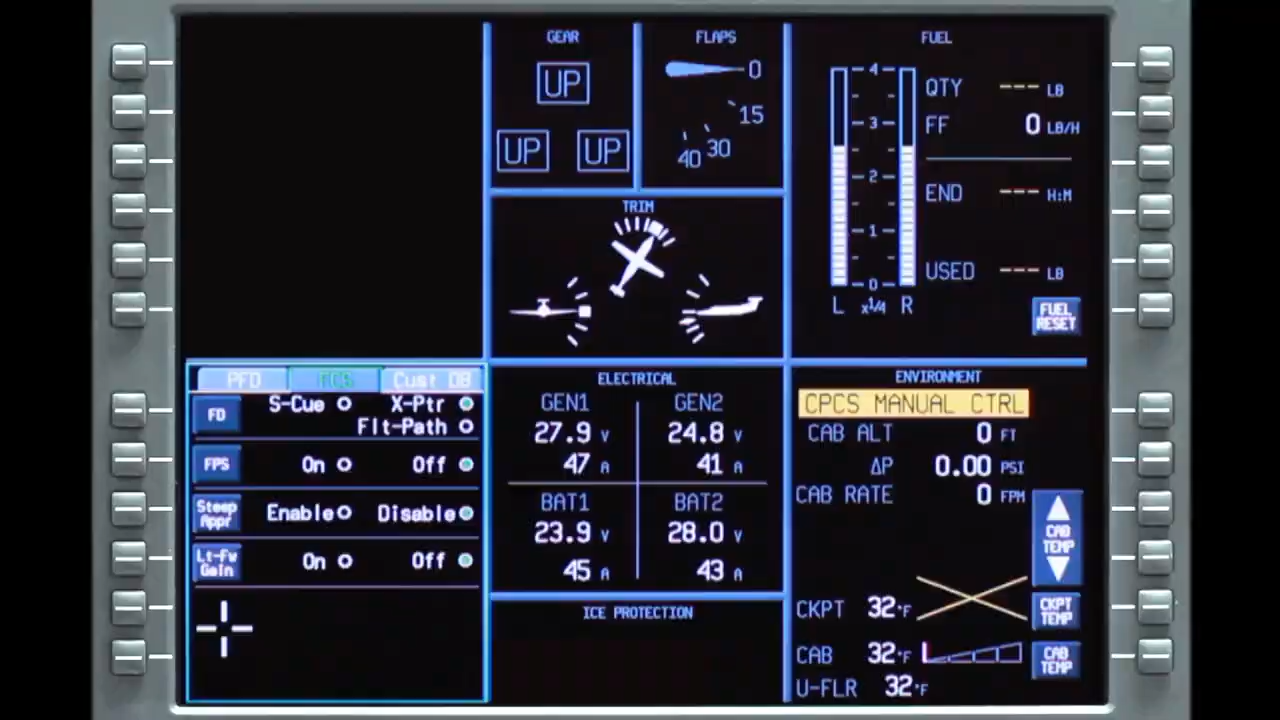 GEAR
UP
UP UP
FLAPS
0
15
30
40
TRIM
FUEL
4
3
2
1
0
L x1/4 R
QTY --- LB
FF 0 LB/H
END --- H:M
USED --- LB
FUEL
RESET
PFD FCS Cust DB
FD S-Cue X-Ptr
Flt-Path
FPS On Off
Steep
Appr
Enable Disable
Lt-Fw
Gain
On Off
ELECTRICAL
GEN1 GEN2
27.9 V 24.8 V
47 A 41 A
BAT1 BAT2
23.9 V 28.0 V
45 A 43 A
ICE PROTECTION
ENVIRONMENT
CPCS MANUAL CTRL
CAB ALT 0 FT
ΔP 0.00 PSI
CAB RATE 0 FPM
CAB
TEMP
CKPT 32°F
CKPT
TEMP
CAB 32°F
CAB
TEMP
U-FLR 32°F